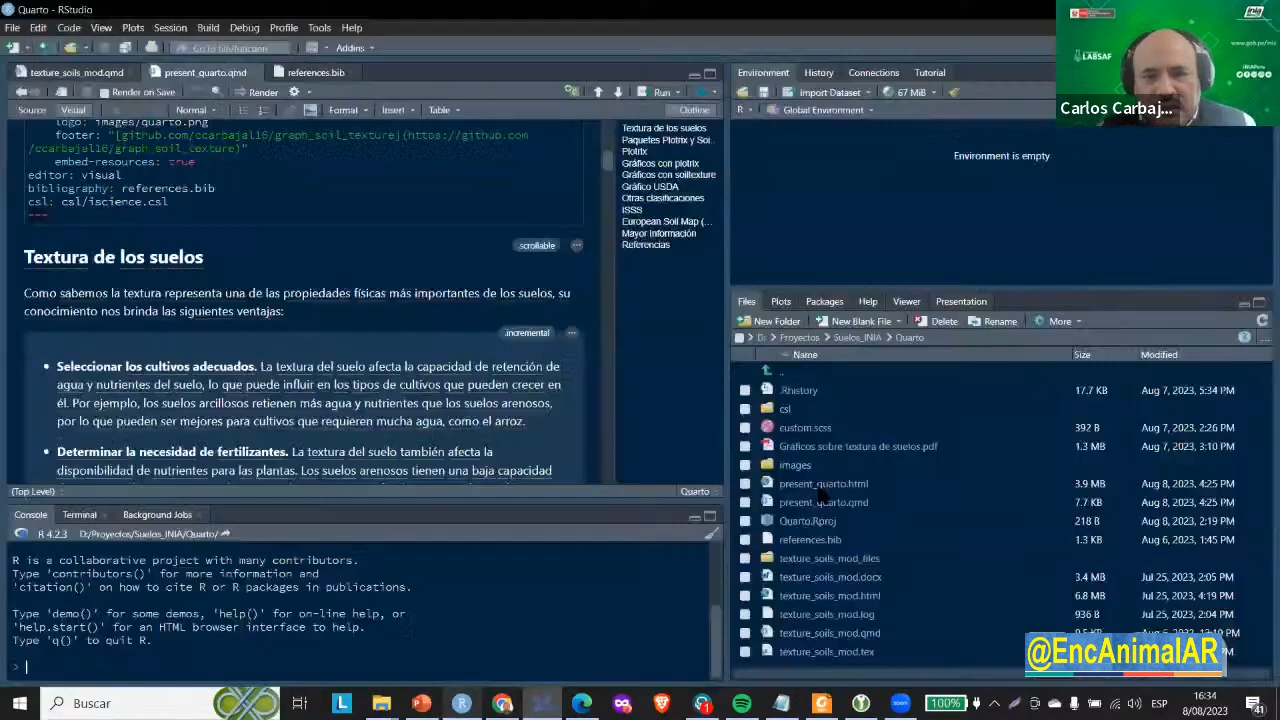 Quarto - RStudio
File Edit Code View Plots Session Build Debug Profile Tools Help
Go to file/function Addins
texture_soils_mod.qmd present_quarto.qmd references.bib
Render on Save Render Run
Source Visual Normal Format Insert Table Outline
logo: images/quarto.png
footer: "[github.com/ccarbajal16/graph_soil_texture](https://github.com
/ccarbajal16/graph_soil_texture)"
embed-resources: true
editor: visual
bibliography: references.bib
csl: csl/iscience.csl
---
.scrollable
Textura de los suelos
Como sabemos la textura representa una de las propiedades físicas más importantes de los suelos, su
conocimiento nos brinda las siguientes ventajas:
.incremental
• Seleccionar los cultivos adecuados. La textura del suelo afecta la capacidad de retención de
agua y nutrientes del suelo, lo que puede influir en los tipos de cultivos que pueden crecer en
él. Por ejemplo, los suelos arcillosos retienen más agua y nutrientes que los suelos arenosos,
por lo que pueden ser mejores para cultivos que requieren mucha agua, como el arroz.
• Determinar la necesidad de fertilizantes. La textura del suelo también afecta la
disponibilidad de nutrientes para las plantas. Los suelos arenosos tienen una baja capacidad
Textura de los suelos
Paquetes Plotrix y Soi...
Plotrix
Gráficos con plotrix
Gráficos con soiltexture
Gráfico USDA
Otras clasificaciones
ISSS
European Soil Map (...
Mayor Información
Referencias
(Top Level) Quarto
Console Terminal Background Jobs
R 4.2.3 D:/Proyectos/Suelos_INIA/Quarto/
R is a collaborative project with many contributors.
Type 'contributors()' for more information and
'citation()' on how to cite R or R packages in publications.
Type 'demo()' for some demos, 'help()' for on-line help, or
'help.start()' for an HTML browser interface to help.
Type 'q()' to quit R.
>
Environment History Connections Tutorial
Import Dataset 67 MiB
R Global Environment
Environment is empty
Files Plots Packages Help Viewer Presentation
New Folder New Blank File Delete Rename More
D: Proyectos Suelos_INIA Quarto
Name Size Modified
..
.Rhistory 17.7 KB Aug 7, 2023, 5:34 PM
csl
custom.scss 392 B Aug 7, 2023, 2:26 PM
Gráficos sobre textura de suelos.pdf 1.3 MB Aug 7, 2023, 3:10 PM
images
present_quarto.html 3.9 MB Aug 8, 2023, 4:25 PM
present_quarto.qmd 7.7 KB Aug 8, 2023, 4:25 PM
Quarto.Rproj 218 B Aug 8, 2023, 2:19 PM
references.bib 1.3 KB Aug 6, 2023, 1:45 PM
texture_soils_mod_files
texture_soils_mod.docx 3.4 MB Jul 25, 2023, 2:05 PM
texture_soils_mod.html 6.8 MB Jul 25, 2023, 4:19 PM
texture_soils_mod.log 936 B Jul 25, 2023, 2:04 PM
texture_soils_mod.qmd
texture_soils_mod.tex
@EncAnimalAR
inia
www.gob.pe/inia
LABSAF
INIAPeru
Carlos Carbaj...
Buscar
100%
ESP
16:34
8/08/2023
41